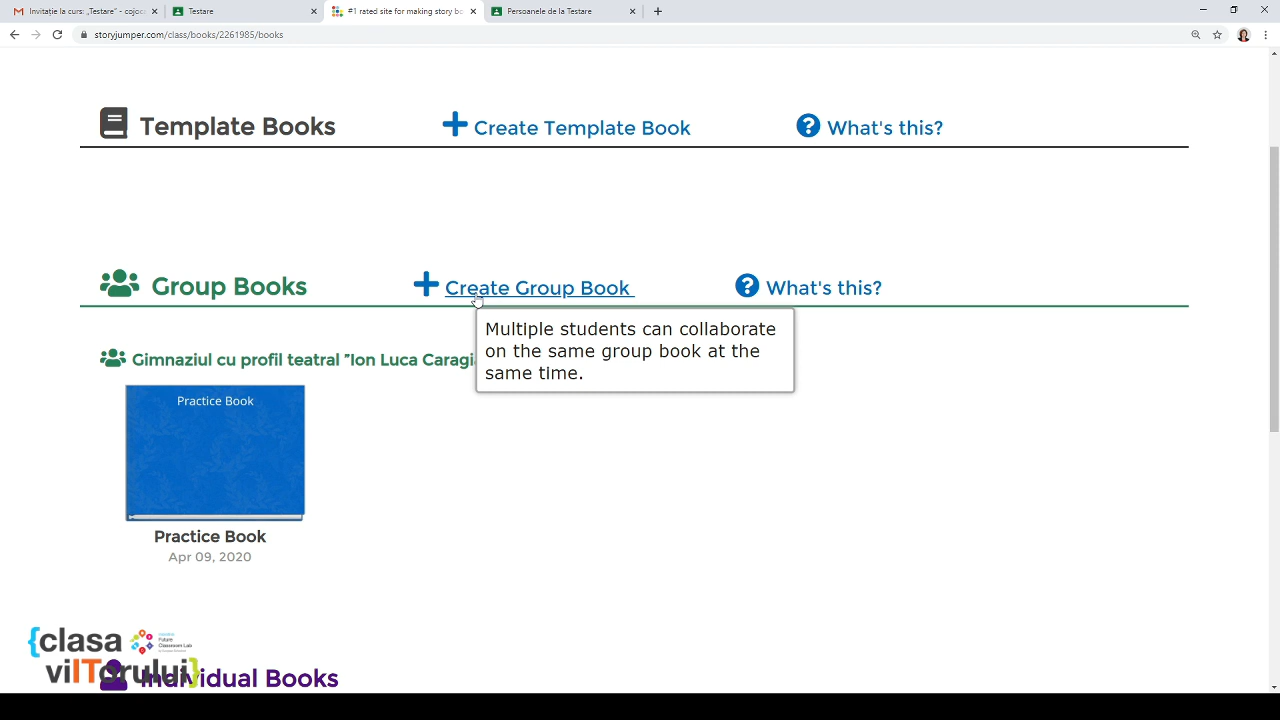 Invitație la curs: „Testare” - cojoc
Testare
#1 rated site for making story bo
Persoanele de la Testare
storyjumper.com/class/books/2261985/books
Template Books
Create Template Book
What's this?
Group Books
Create Group Book
What's this?
Multiple students can collaborate
on the same group book at the
same time.
Gimnaziul cu profil teatral ”Ion Luca Caragia
Practice Book
Practice Book
Apr 09, 2020
{clasa
viITorului}
Future
Classroom Lab
Individual Books